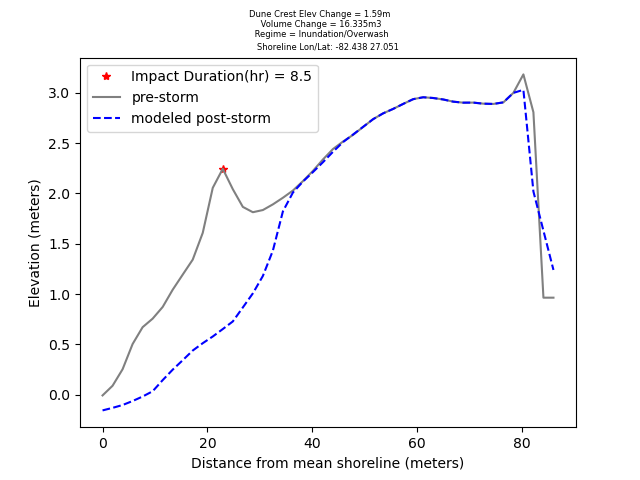 Dune Crest Elev Change = 1.59m
Volume Change = 16.335m3
Regime = Inundation/Overwash
Shoreline Lon/Lat: -82.438 27.051
Impact Duration(hr) = 8.5
pre-storm
modeled post-storm
3.0
2.5
2.0
1.5
1.0
0.5
0.0
Elevation (meters)
0 20 40 60 80
Distance from mean shoreline (meters)